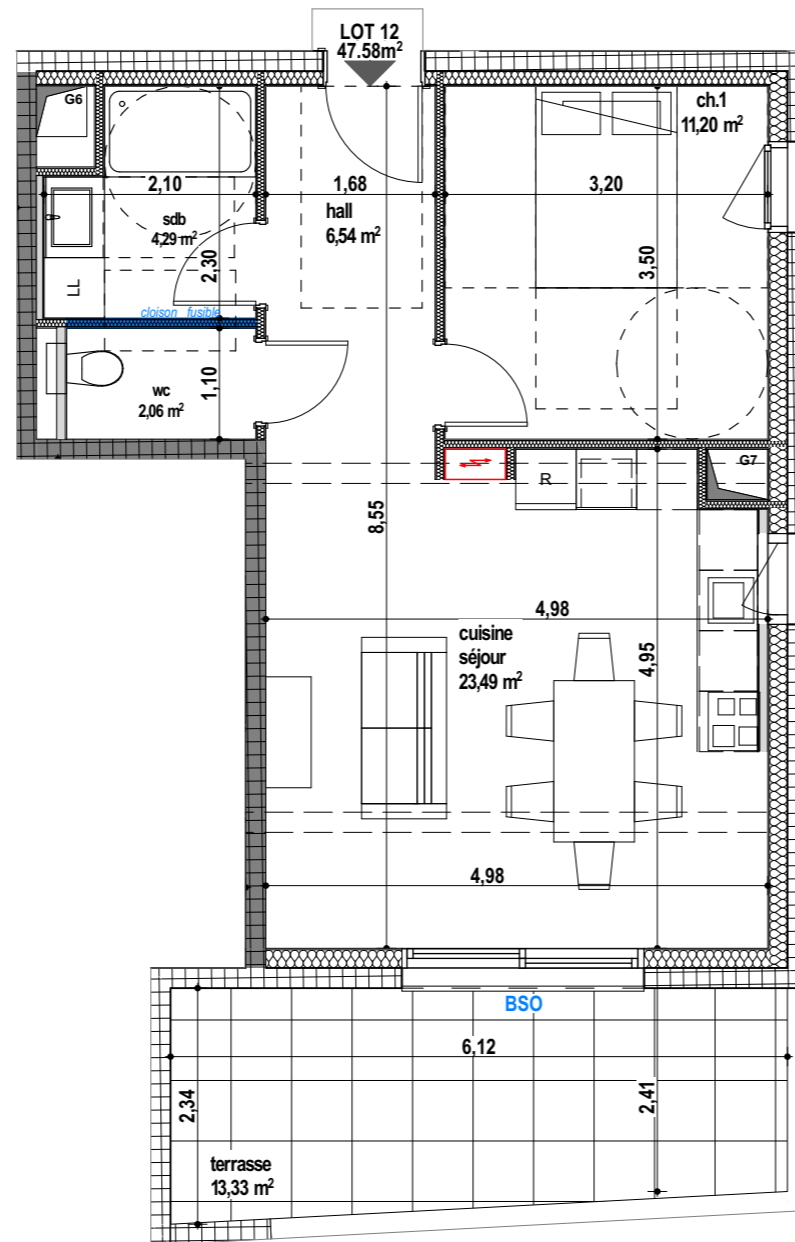 LOT 12
47.58m²
G6
ch.1
11,20 m²
2,10
1,68
3,20
hall
6,54 m²
sdb
4,29 m²
2,30
3,50
LL
cloison fusible
wc
2,06 m²
1,10
R
G7
8,55
4,98
cuisine
séjour
23,49 m²
4,95
4,98
BSO
6,12
2,34
2,41
terrasse
13,33 m²